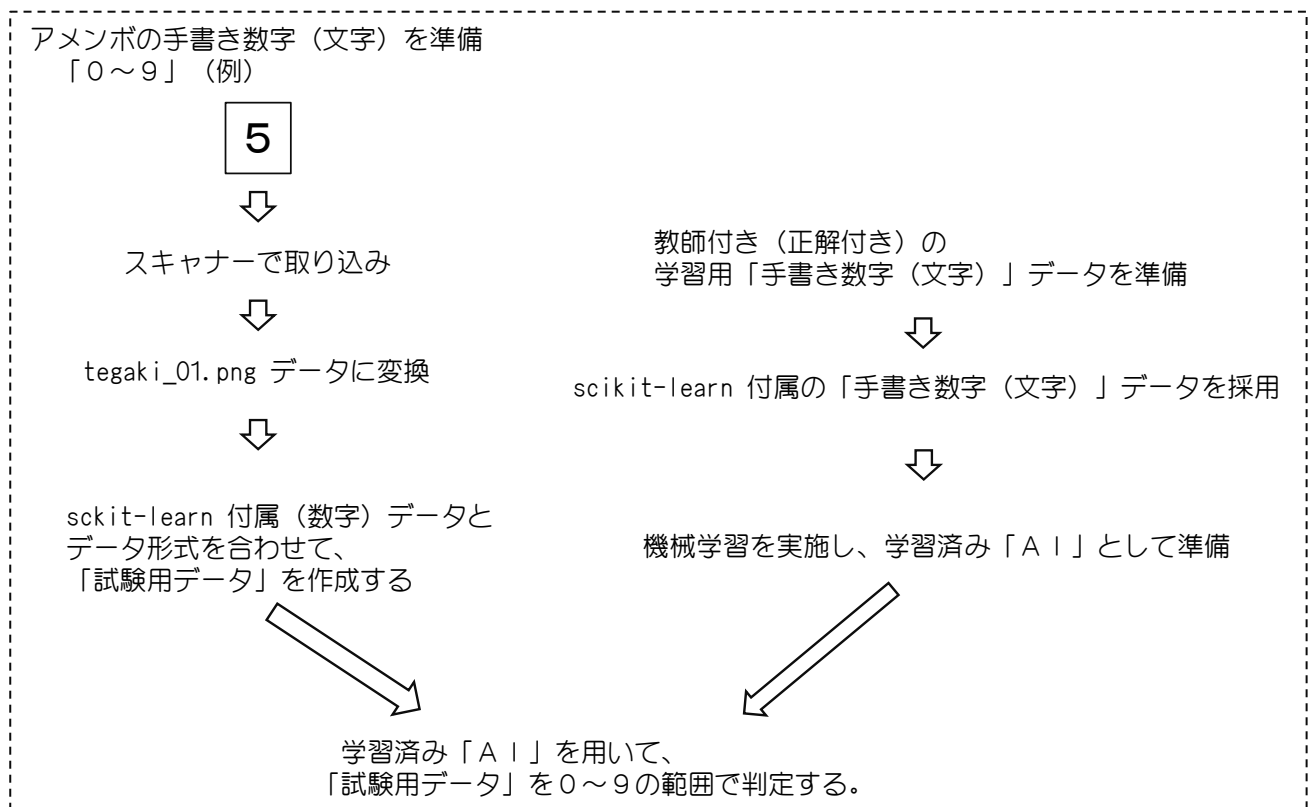 アメンボの手書き数字（文字）を準備
「０～９」（例）
５
スキャナーで取り込み
tegaki_01.png データに変換
sckit-learn 付属（数字）データと
データ形式を合わせて、
「試験用データ」を作成する
教師付き（正解付き）の
学習用「手書き数字（文字）」データを準備
scikit-learn 付属の「手書き数字（文字）」データを採用
機械学習を実施し、学習済み「ＡＩ」として準備
学習済み「ＡＩ」を用いて、
「試験用データ」を０～９の範囲で判定する。